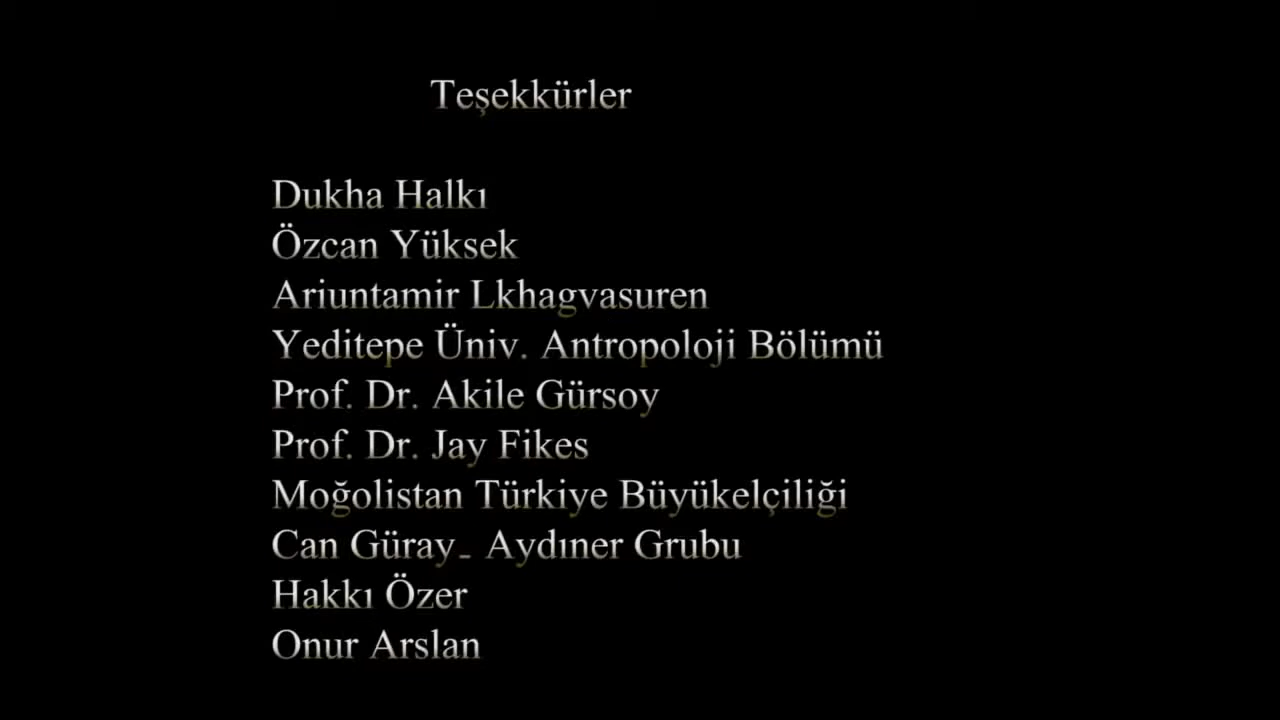 Teşekkürler
Dukha Halkı
Özcan Yüksek
Ariuntamir Lkhagvasuren
Yeditepe Üniv. Antropoloji Bölümü
Prof. Dr. Akile Gürsoy
Prof. Dr. Jay Fikes
Moğolistan Türkiye Büyükelçiliği
Can Güray- Aydıner Grubu
Hakkı Özer
Onur Arslan